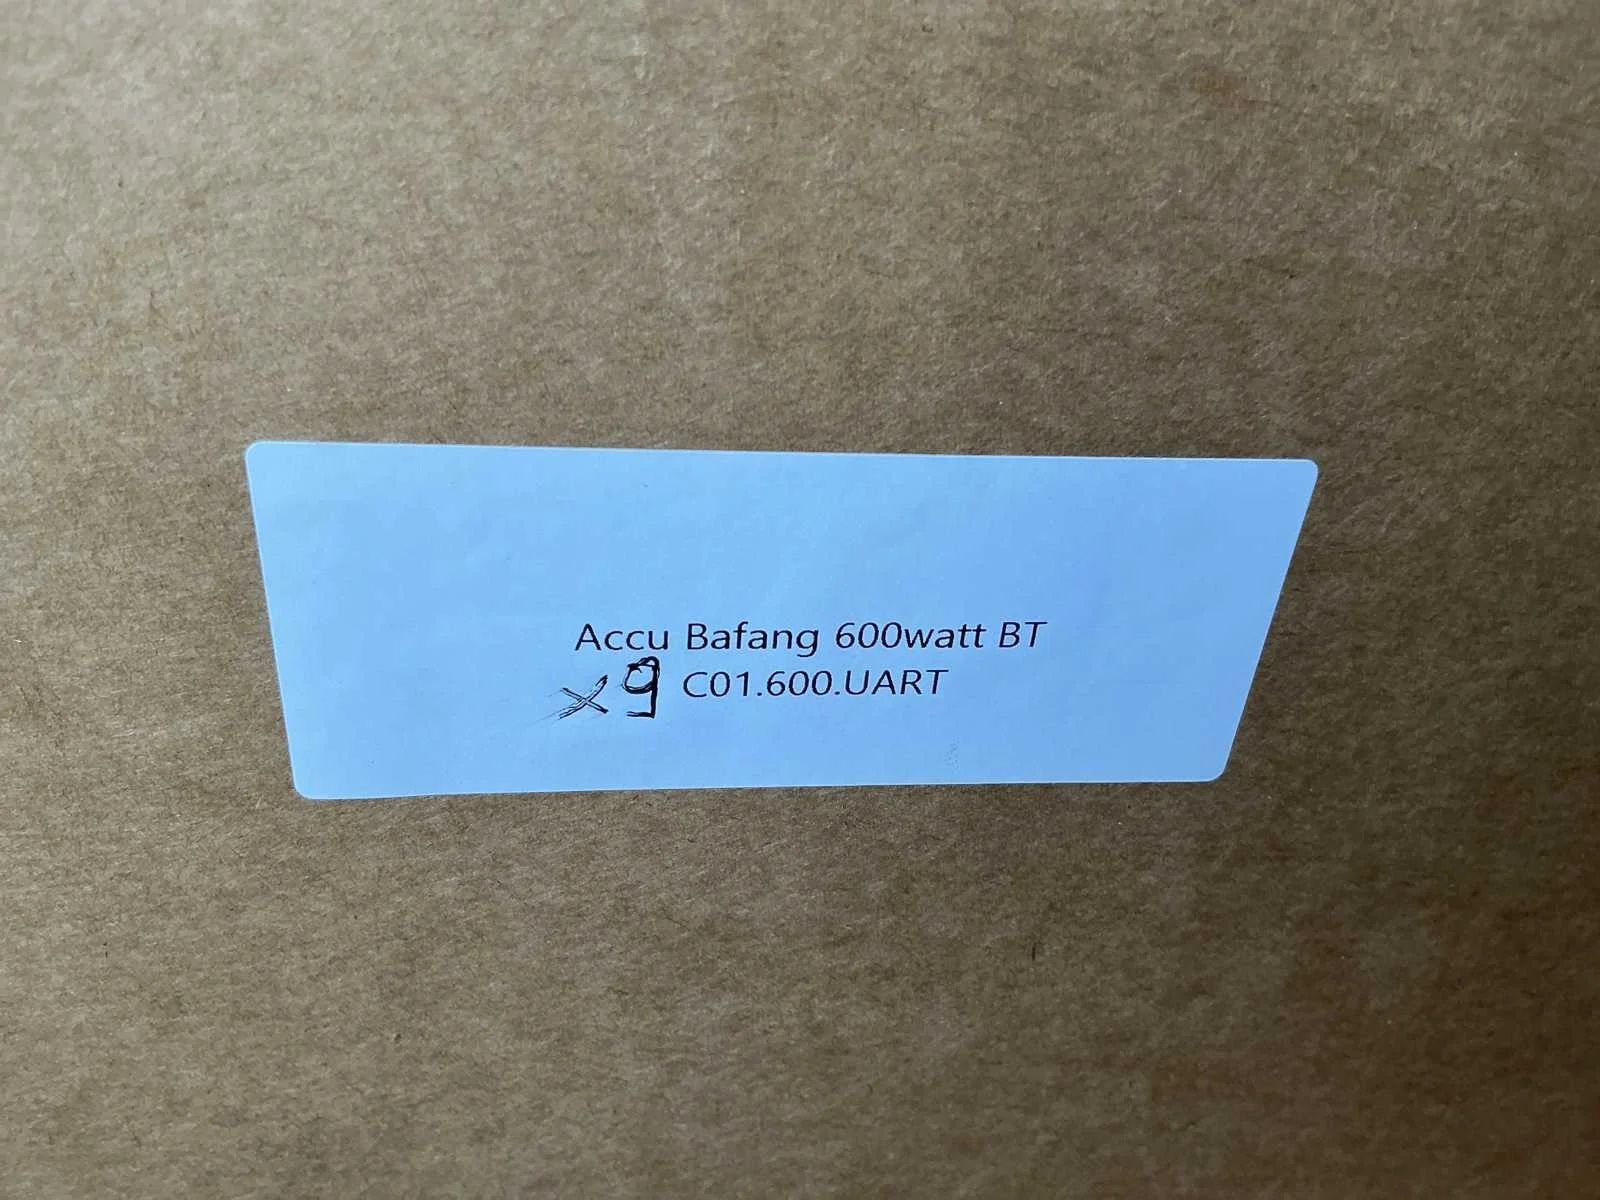 Accu Bafang 600watt BT
x9 C01.600.UART